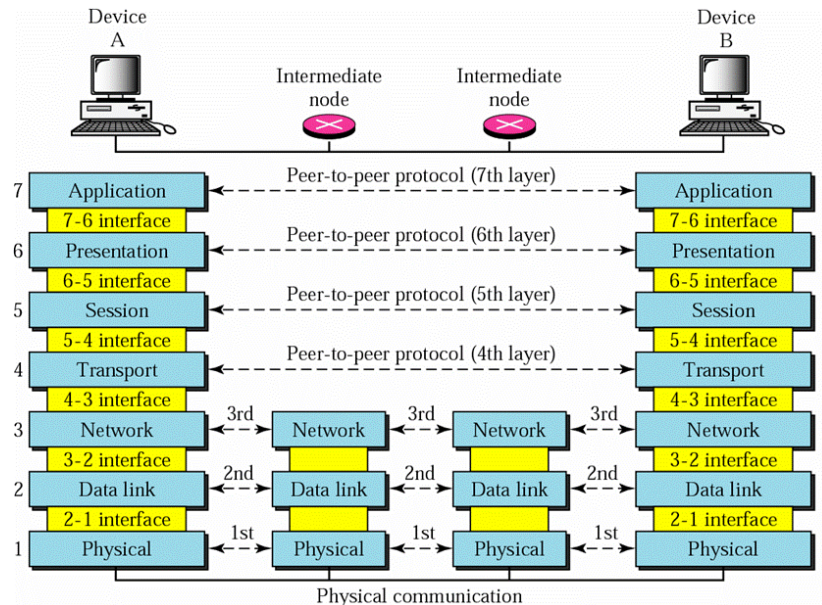 Device
A
Device
B
Intermediate
node
Intermediate
node
7 Application Peer-to-peer protocol (7th layer) Application
7-6 interface 7-6 interface
6 Presentation Peer-to-peer protocol (6th layer) Presentation
6-5 interface 6-5 interface
5 Session Peer-to-peer protocol (5th layer) Session
5-4 interface 5-4 interface
4 Transport Peer-to-peer protocol (4th layer) Transport
4-3 interface 4-3 interface
3 Network 3rd Network 3rd Network 3rd Network
3-2 interface 3-2 interface
2 Data link 2nd Data link 2nd Data link 2nd Data link
2-1 interface 2-1 interface
1 Physical 1st Physical 1st Physical 1st Physical
Physical communication